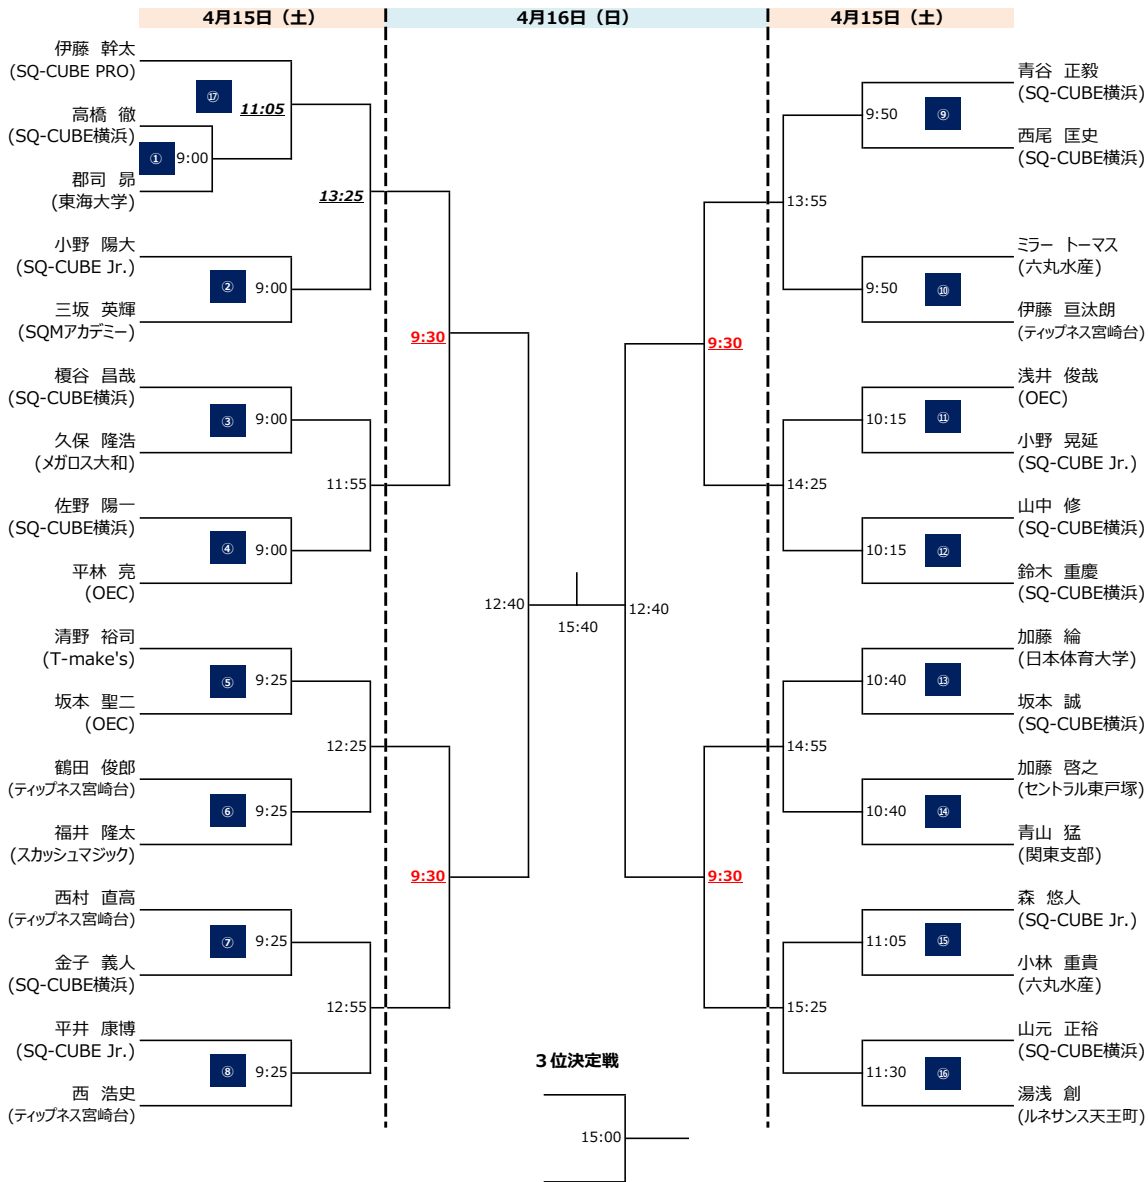 4月15日（土）
4月16日（日）
4月15日（土）
伊藤 幹太
(SQ-CUBE PRO)
⑰
11:05
高橋 徹
(SQ-CUBE横浜)
①
9:00
郡司 昴
(東海大学)
13:25
小野 陽大
(SQ-CUBE Jr.)
②
9:00
三坂 英輝
(SQMアカデミー)
9:30
榎谷 昌哉
(SQ-CUBE横浜)
③
9:00
久保 隆浩
(メガロス大和)
11:55
佐野 陽一
(SQ-CUBE横浜)
④
9:00
平林 亮
(OEC)
12:40
清野 裕司
(T-make's)
⑤
9:25
坂本 聖二
(OEC)
12:25
鶴田 俊郎
(ティップネス宮崎台)
⑥
9:25
福井 隆太
(スカッシュマジック)
9:30
西村 直高
(ティップネス宮崎台)
⑦
9:25
金子 義人
(SQ-CUBE横浜)
12:55
平井 康博
(SQ-CUBE Jr.)
⑧
9:25
西 浩史
(ティップネス宮崎台)
15:40
３位決定戦
15:00
青谷 正毅
(SQ-CUBE横浜)
9:50
⑨
西尾 匡史
(SQ-CUBE横浜)
13:55
ミラー トーマス
(六丸水産)
9:50
⑩
伊藤 亘汰朗
(ティップネス宮崎台)
9:30
浅井 俊哉
(OEC)
10:15
⑪
小野 晃延
(SQ-CUBE Jr.)
14:25
山中 修
(SQ-CUBE横浜)
10:15
⑫
鈴木 重慶
(SQ-CUBE横浜)
12:40
加藤 綸
(日本体育大学)
10:40
⑬
坂本 誠
(SQ-CUBE横浜)
14:55
加藤 啓之
(セントラル東戸塚)
10:40
⑭
青山 猛
(関東支部)
9:30
森 悠人
(SQ-CUBE Jr.)
11:05
⑮
小林 重貴
(六丸水産)
15:25
山元 正裕
(SQ-CUBE横浜)
11:30
⑯
湯浅 創
(ルネサンス天王町)